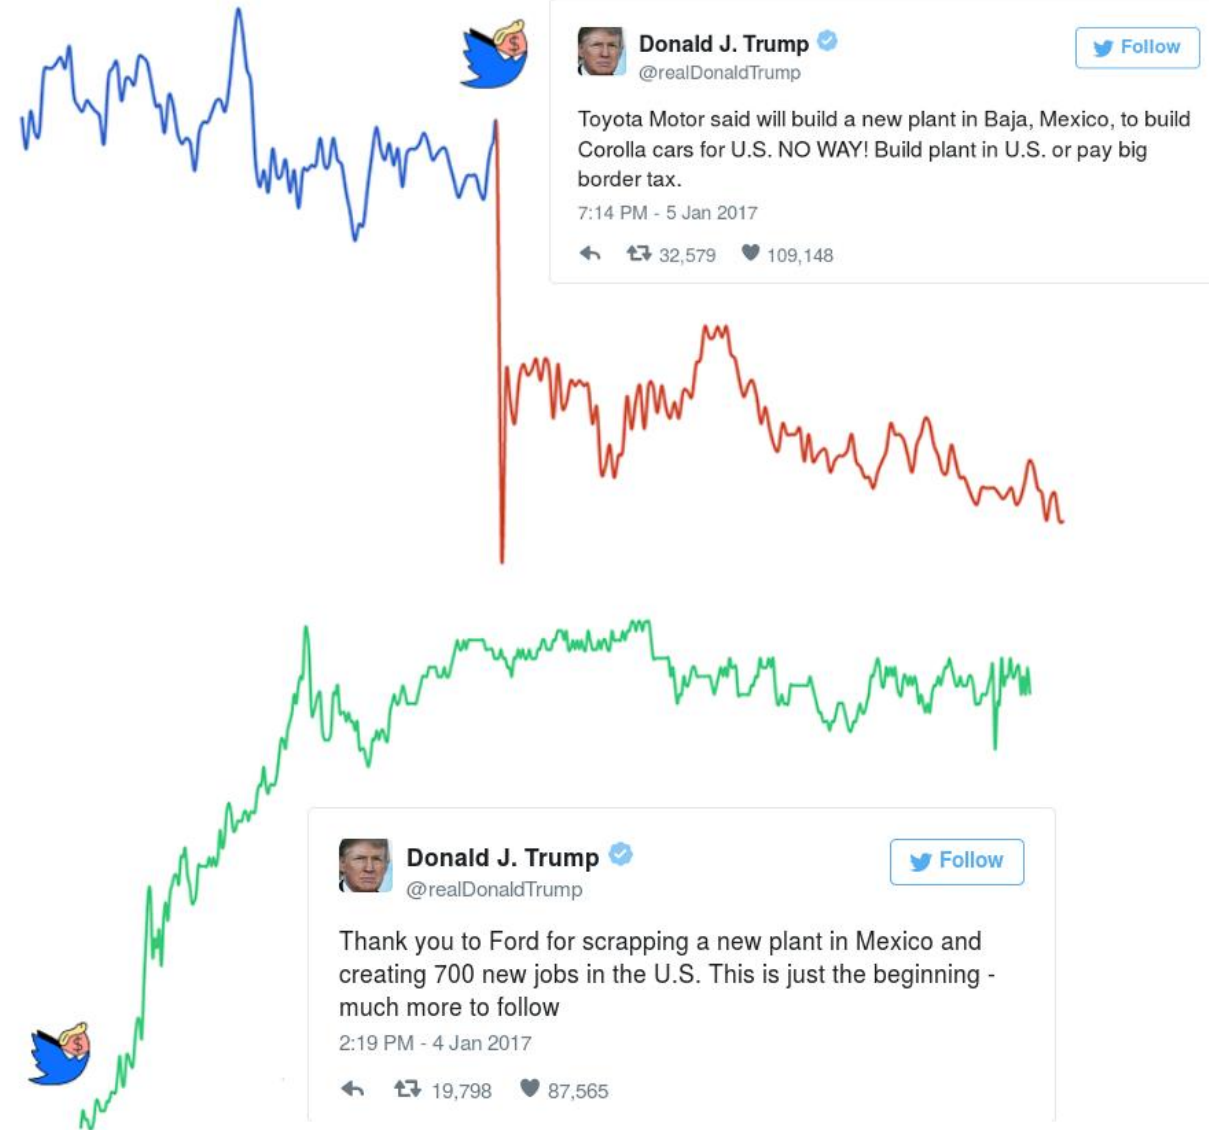 Donald J. Trump
Follow
@realDonaldTrump
Toyota Motor said will build a new plant in Baja, Mexico, to build
Corolla cars for U.S. NO WAY! Build plant in U.S. or pay big
border tax.
7:14 PM - 5 Jan 2017
32,579 109,148
$
Donald J. Trump
Follow
@realDonaldTrump
Thank you to Ford for scrapping a new plant in Mexico and
creating 700 new jobs in the U.S. This is just the beginning -
much more to follow
2:19 PM - 4 Jan 2017
19,798 87,565
$